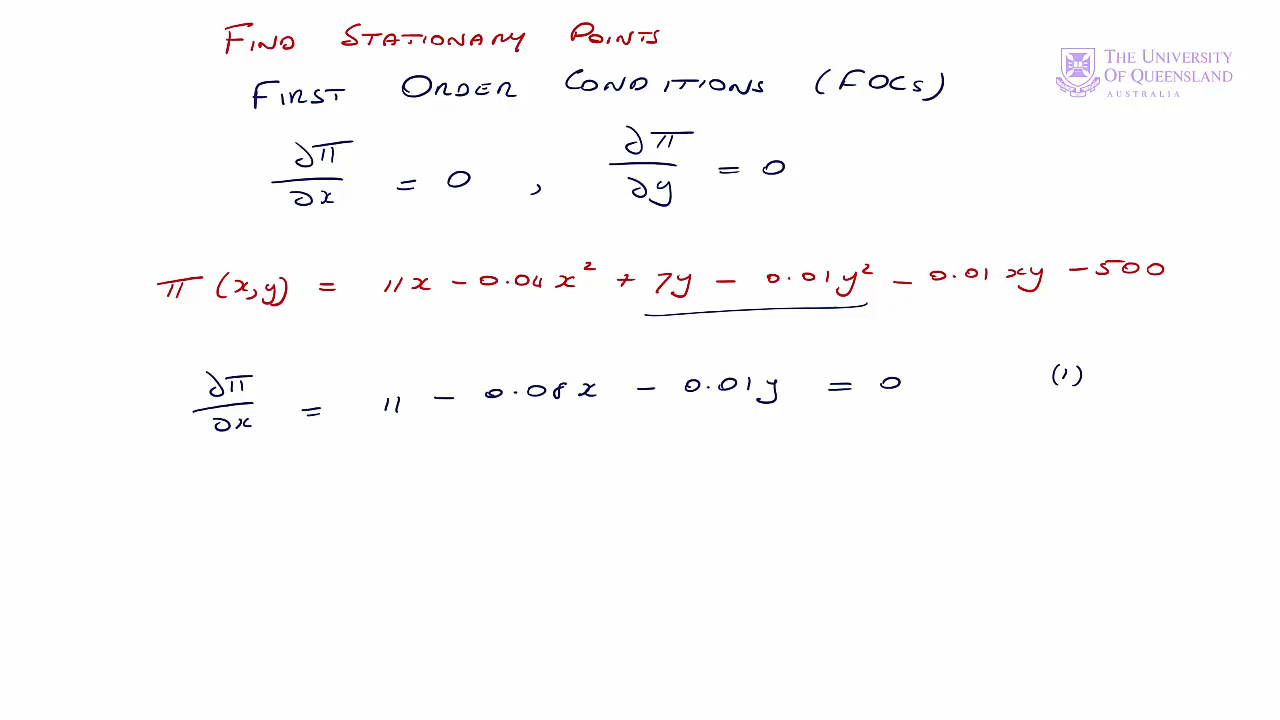 FIND STATIONARY POINTS
THE UNIVERSITY
OF QUEENSLAND
AUSTRALIA
FIRST ORDER CONDITIONS (FOCs)
∂π/∂x = 0 , ∂π/∂y = 0
π(x,y) = 11x - 0.04x² + 7y - 0.01y² - 0.01xy - 500
∂π/∂x = 11 - 0.08x - 0.01y = 0 (1)